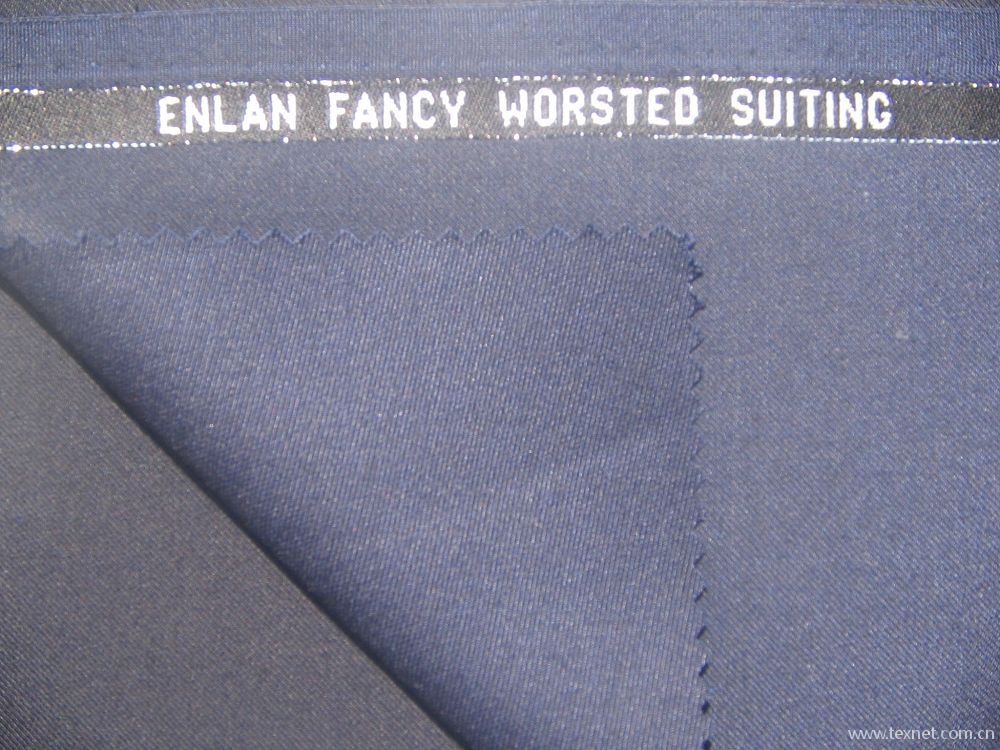 ENLAN FANCY WORSTED SUITING
www.texnet.com.cn